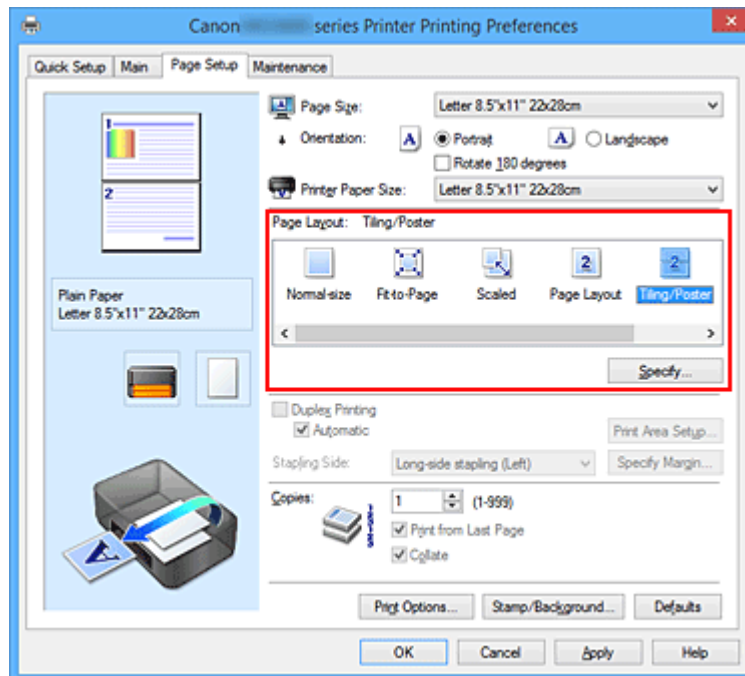 Canon series Printer Printing Preferences
Quick Setup Main Page Setup Maintenance
1
2
Plain Paper
Letter 8.5"x11" 22x28cm
Page Size: Letter 8.5"x11" 22x28cm
Orientation: A Portrait A Landscape
Rotate 180 degrees
Printer Paper Size: Letter 8.5"x11" 22x28cm
Page Layout: Tiling/Poster
2 2
Normal-size Fit-to-Page Scaled Page Layout Tiling/Poster
Specify...
Duplex Printing
Automatic Print Area Setup...
Stapling Side: Long-side stapling (Left) Specify Margin...
Copies: 1 (1-999)
Print from Last Page
Collate
A
Print Options... Stamp/Background... Defaults
OK Cancel Apply Help